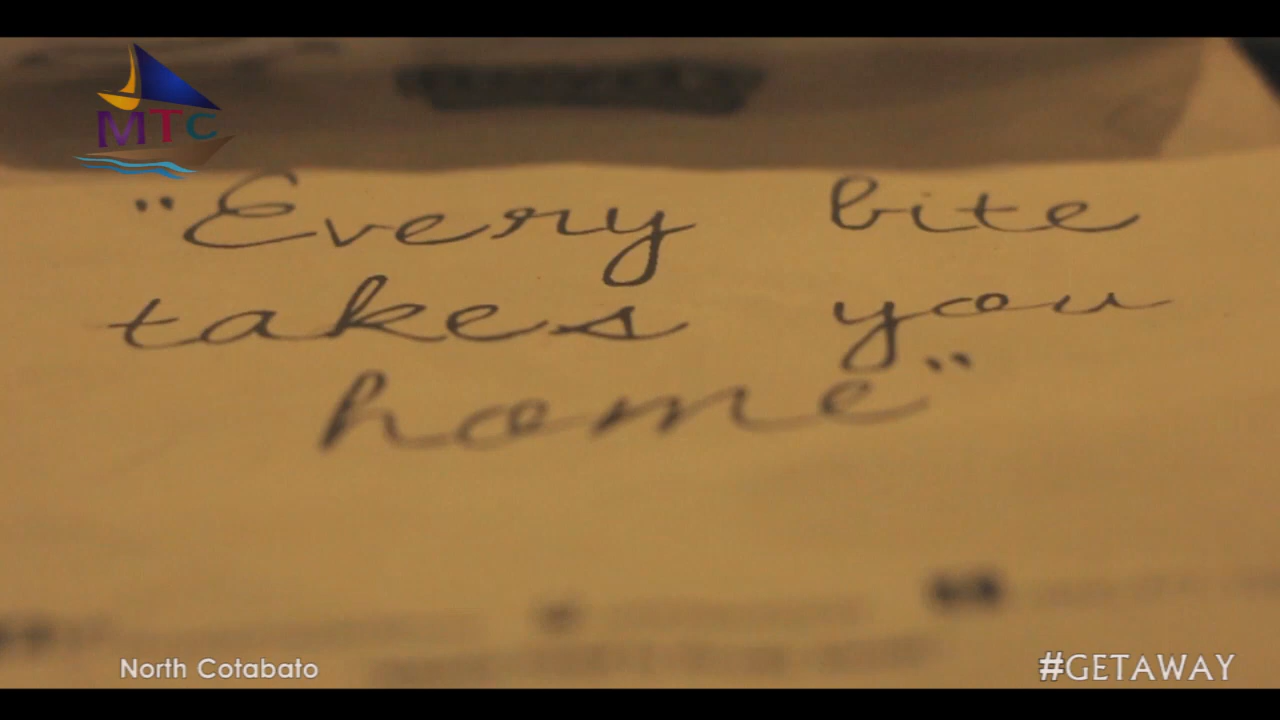 MTC
"Every bite
takes you
home"
North Cotabato
#GETAWAY